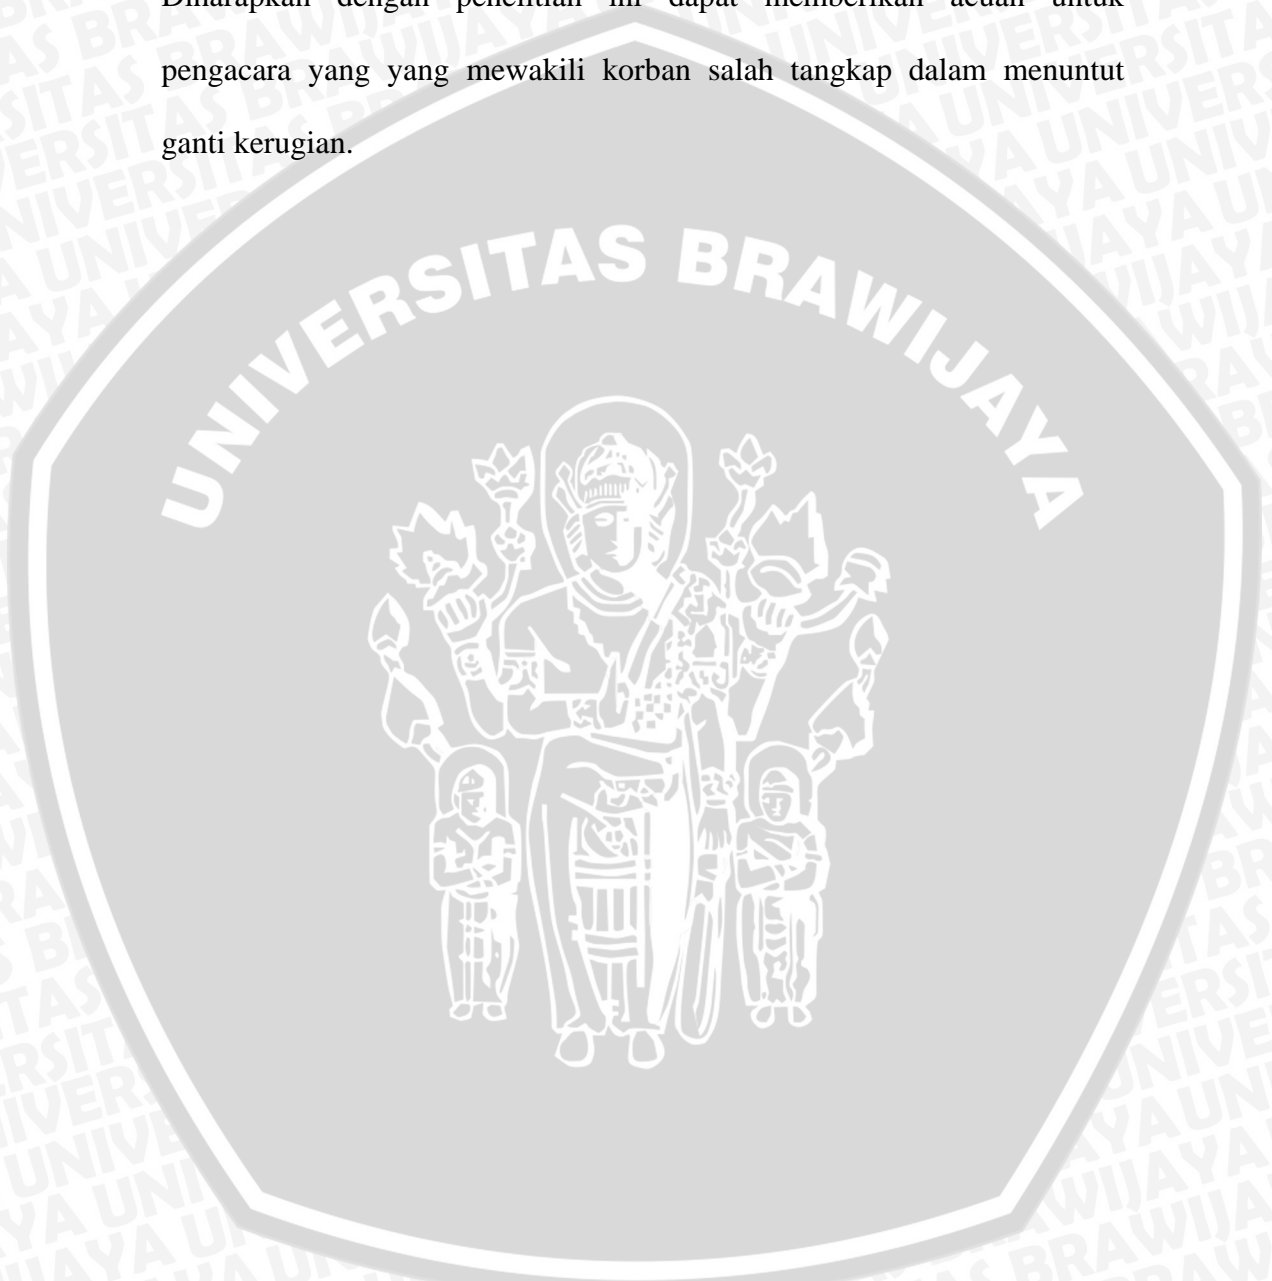 Diharapkan dengan penelitian ini dapat memberikan acuan untuk
pengacara yang yang mewakili korban salah tangkap dalam menuntut
ganti kerugian.
UNIVERSITAS BRAWIJAYA